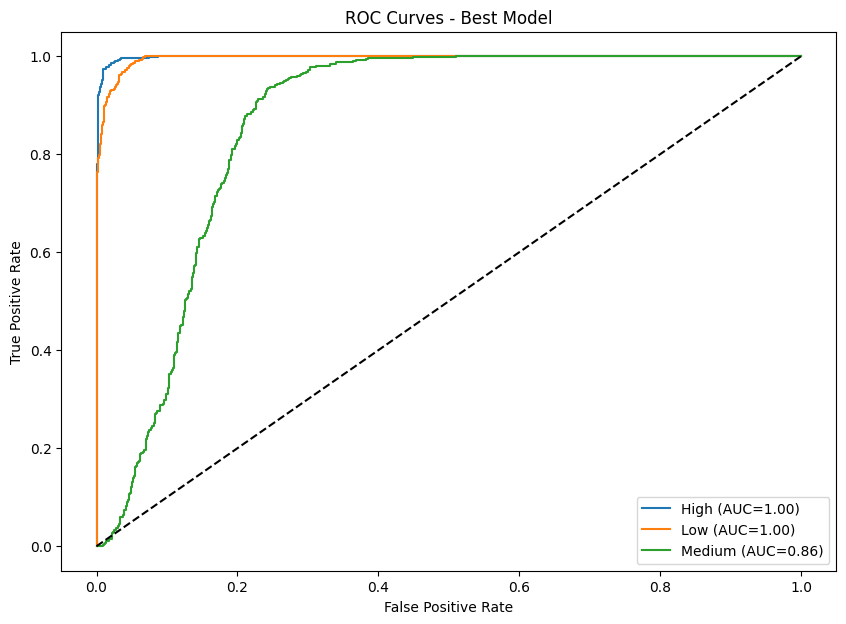 ROC Curves - Best Model
True Positive Rate
1.0
0.8
0.6
0.4
0.2
0.0
0.0 0.2 0.4 0.6 0.8 1.0
False Positive Rate
High (AUC=1.00)
Low (AUC=1.00)
Medium (AUC=0.86)